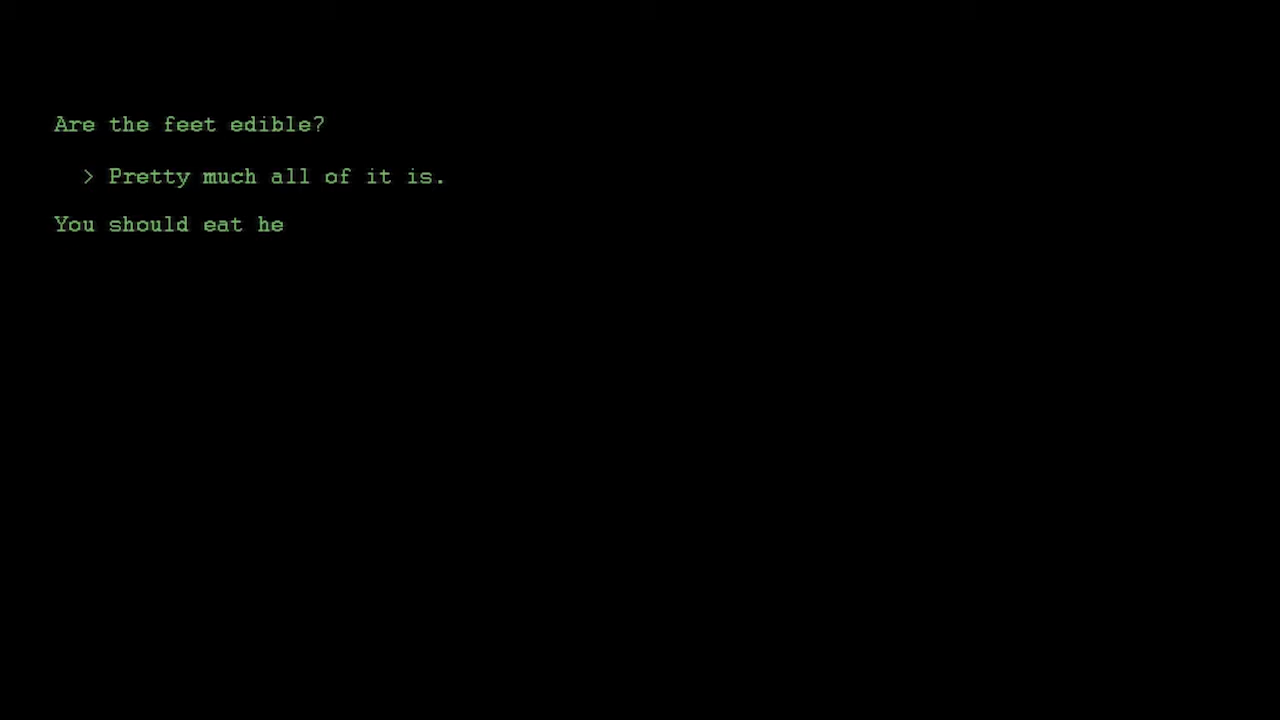 Are the feet edible?
> Pretty much all of it is.
You should eat he